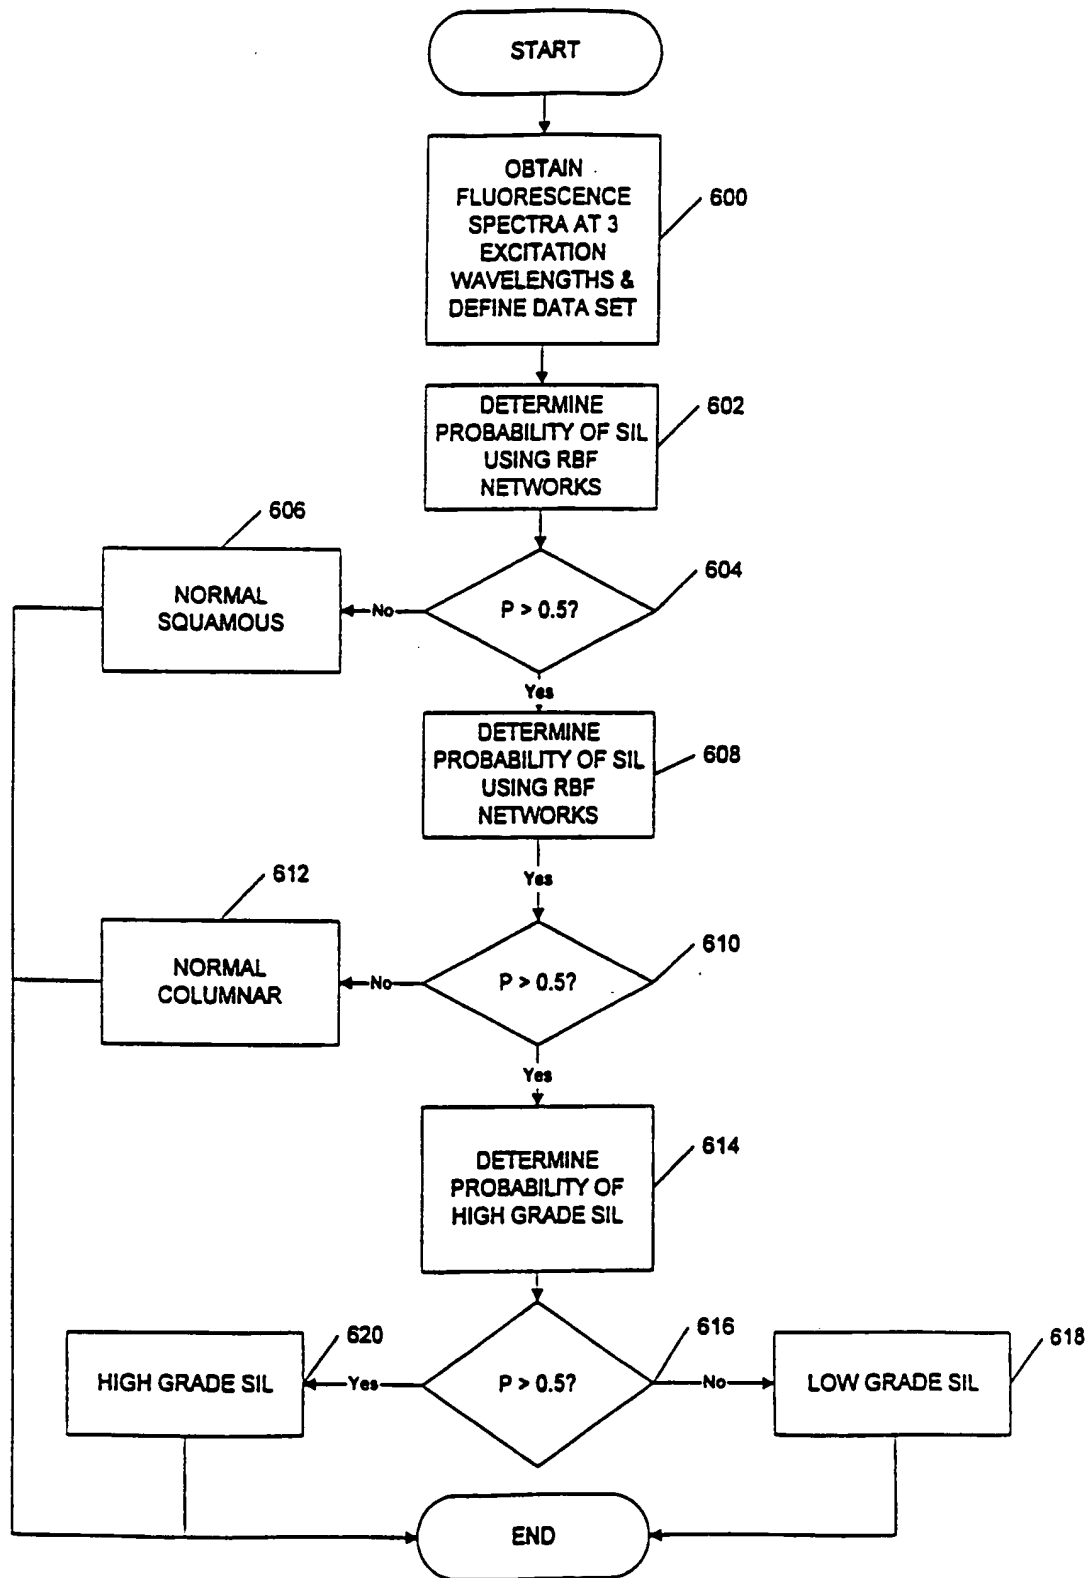 START
OBTAIN
FLUORESCENCE
SPECTRA AT 3
EXCITATION
WAVELENGTHS &
DEFINE DATA SET
600
DETERMINE
PROBABILITY OF SIL
USING RBF
NETWORKS
602
606
NORMAL
SQUAMOUS
No
P > 0.5?
604
Yes
DETERMINE
PROBABILITY OF SIL
USING RBF
NETWORKS
608
Yes
612
NORMAL
COLUMNAR
No
P > 0.5?
610
Yes
DETERMINE
PROBABILITY OF
HIGH GRADE SIL
614
620
HIGH GRADE SIL
Yes
P > 0.5?
616
No
LOW GRADE SIL
618
END